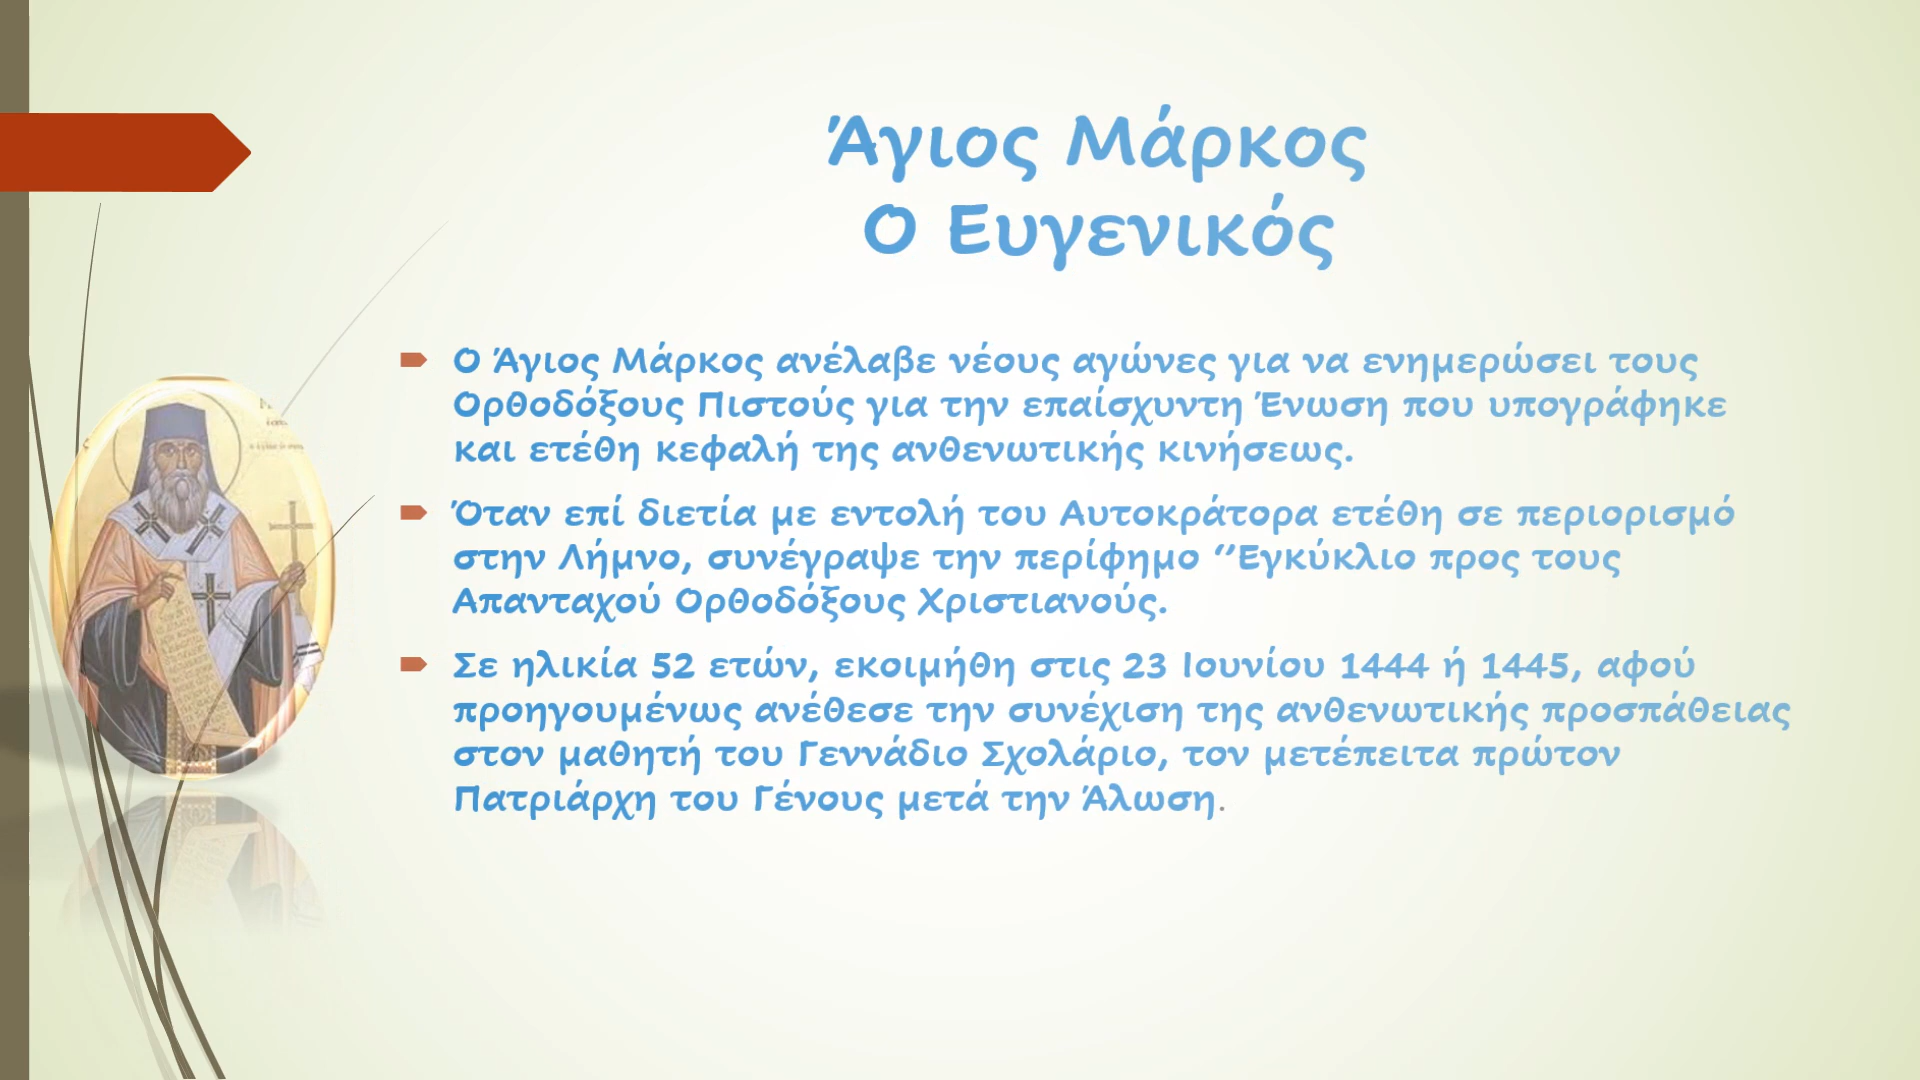 Άγιος Μάρκος
Ο Ευγενικός
Ο Άγιος Μάρκος ανέλαβε νέους αγώνες για να ενημερώσει τους
Ορθοδόξους Πιστούς για την επαίσχυντη Ένωση που υπογράφηκε
και ετέθη κεφαλή της ανθενωτικής κινήσεως.
Όταν επί διετία με εντολή του Αυτοκράτορα ετέθη σε περιορισμό
στην Λήμνο, συνέγραψε την περίφημο ‘’Εγκύκλιο προς τους
Απανταχού Ορθοδόξους Χριστιανούς.
Σε ηλικία 52 ετών, εκοιμήθη στις 23 Ιουνίου 1444 ή 1445, αφού
προηγουμένως ανέθεσε την συνέχιση της ανθενωτικής προσπάθειας
στον μαθητή του Γεννάδιο Σχολάριο, τον μετέπειτα πρώτον
Πατριάρχη του Γένους μετά την Άλωση.